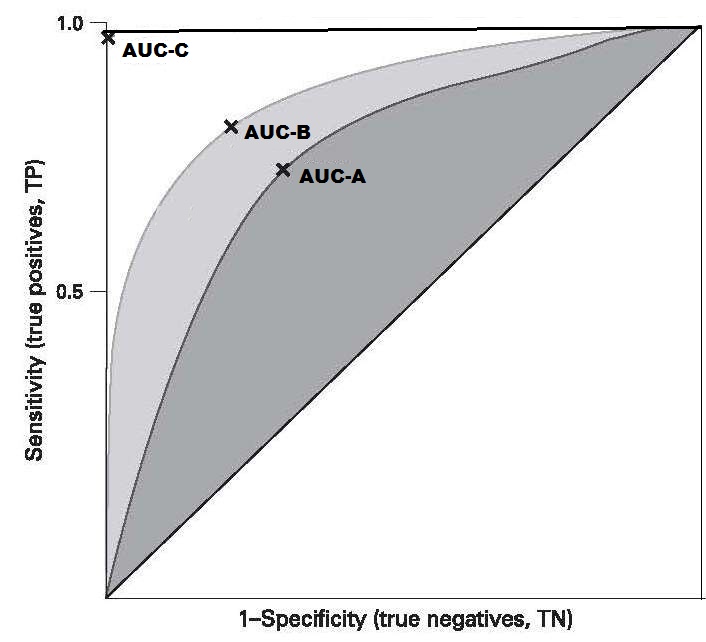 1.0
AUC-C
AUC-B
AUC-A
Sensitivity (true positives, TP)
0.5
1–Specificity (true negatives, TN)